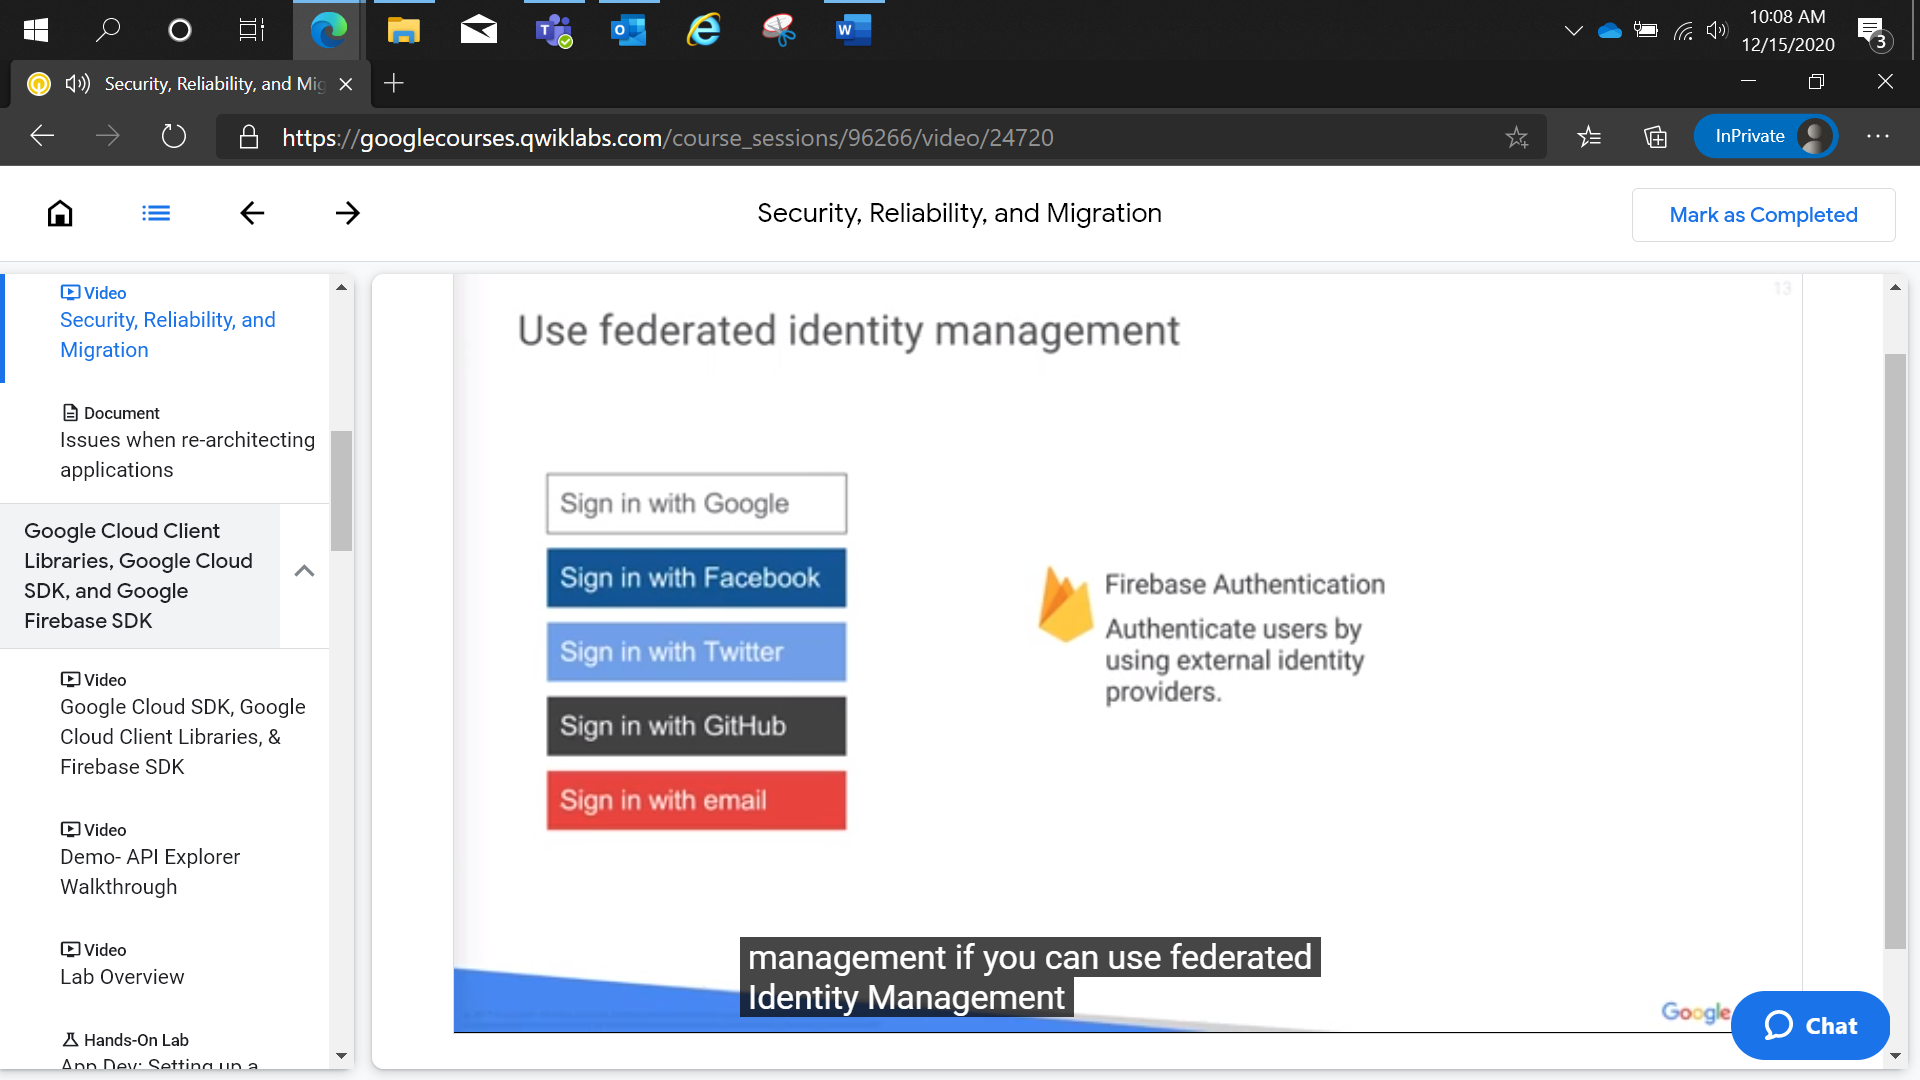 10:08 AM
12/15/2020
3
Security, Reliability, and Mig
https://googlecourses.qwiklabs.com/course_sessions/96266/video/24720
InPrivate
Security, Reliability, and Migration
Mark as Completed
Video
Security, Reliability, and
Migration
Document
Issues when re-architecting
applications
Google Cloud Client
Libraries, Google Cloud
SDK, and Google
Firebase SDK
Video
Google Cloud SDK, Google
Cloud Client Libraries, &
Firebase SDK
Video
Demo- API Explorer
Walkthrough
Video
Lab Overview
Hands-On Lab
App Dev: Setting up a
13
Use federated identity management
Sign in with Google
Sign in with Facebook
Sign in with Twitter
Sign in with GitHub
Sign in with email
Firebase Authentication
Authenticate users by
using external identity
providers.
management if you can use federated
Identity Management
Google
Chat